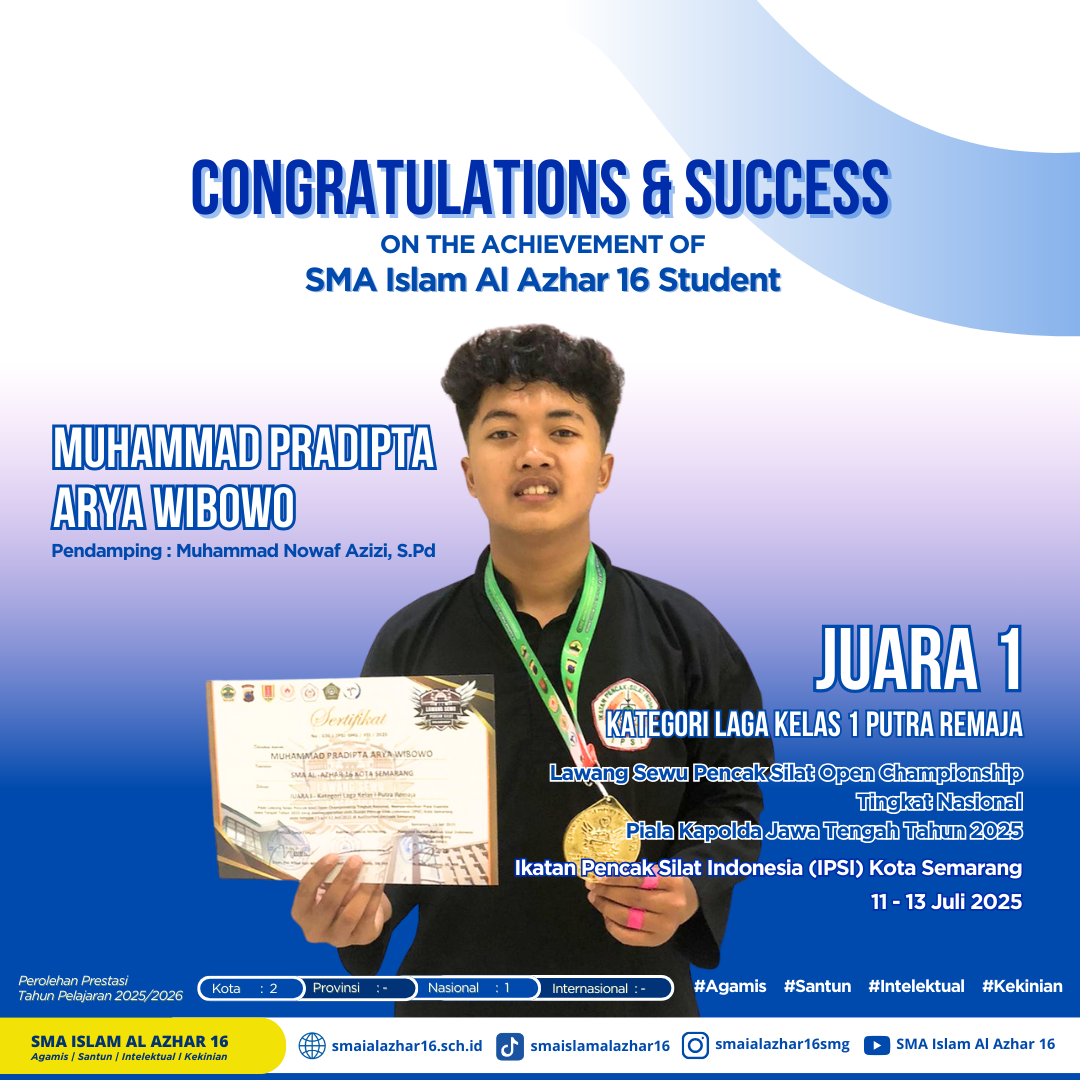 CONGRATULATIONS & SUCCESS
ON THE ACHIEVEMENT OF
SMA Islam Al Azhar 16 Student
MUHAMMAD PRADIPTA
ARYA WIBOWO
Pendamping : Muhammad Nowaf Azizi, S.Pd
JUARA 1
KATEGORI LAGA KELAS 1 PUTRA REMAJA
Lawang Sewu Pencak Silat Open Championship
Tingkat Nasional
Piala Kapolda Jawa Tengah Tahun 2025
Ikatan Pencak Silat Indonesia (IPSI) Kota Semarang
11 - 13 Juli 2025
Sertifikat
MUHAMMAD PRADIPTA ARYA WIBOWO
SMA AL - AZHAR 16 KOTA SEMARANG
JUARA 1 - Kategori Laga Kelas I Putra Remaja
IPSI
Perolehan Prestasi
Tahun Pelajaran 2025/2026
Kota : 2 Provinsi : - Nasional : 1 Internasional : -
#Agamis #Santun #Intelektual #Kekinian
SMA ISLAM AL AZHAR 16
Agamis | Santun | Intelektual I Kekinian
smaialazhar16.sch.id smaislamalazhar16 smaialazhar16smg SMA Islam Al Azhar 16